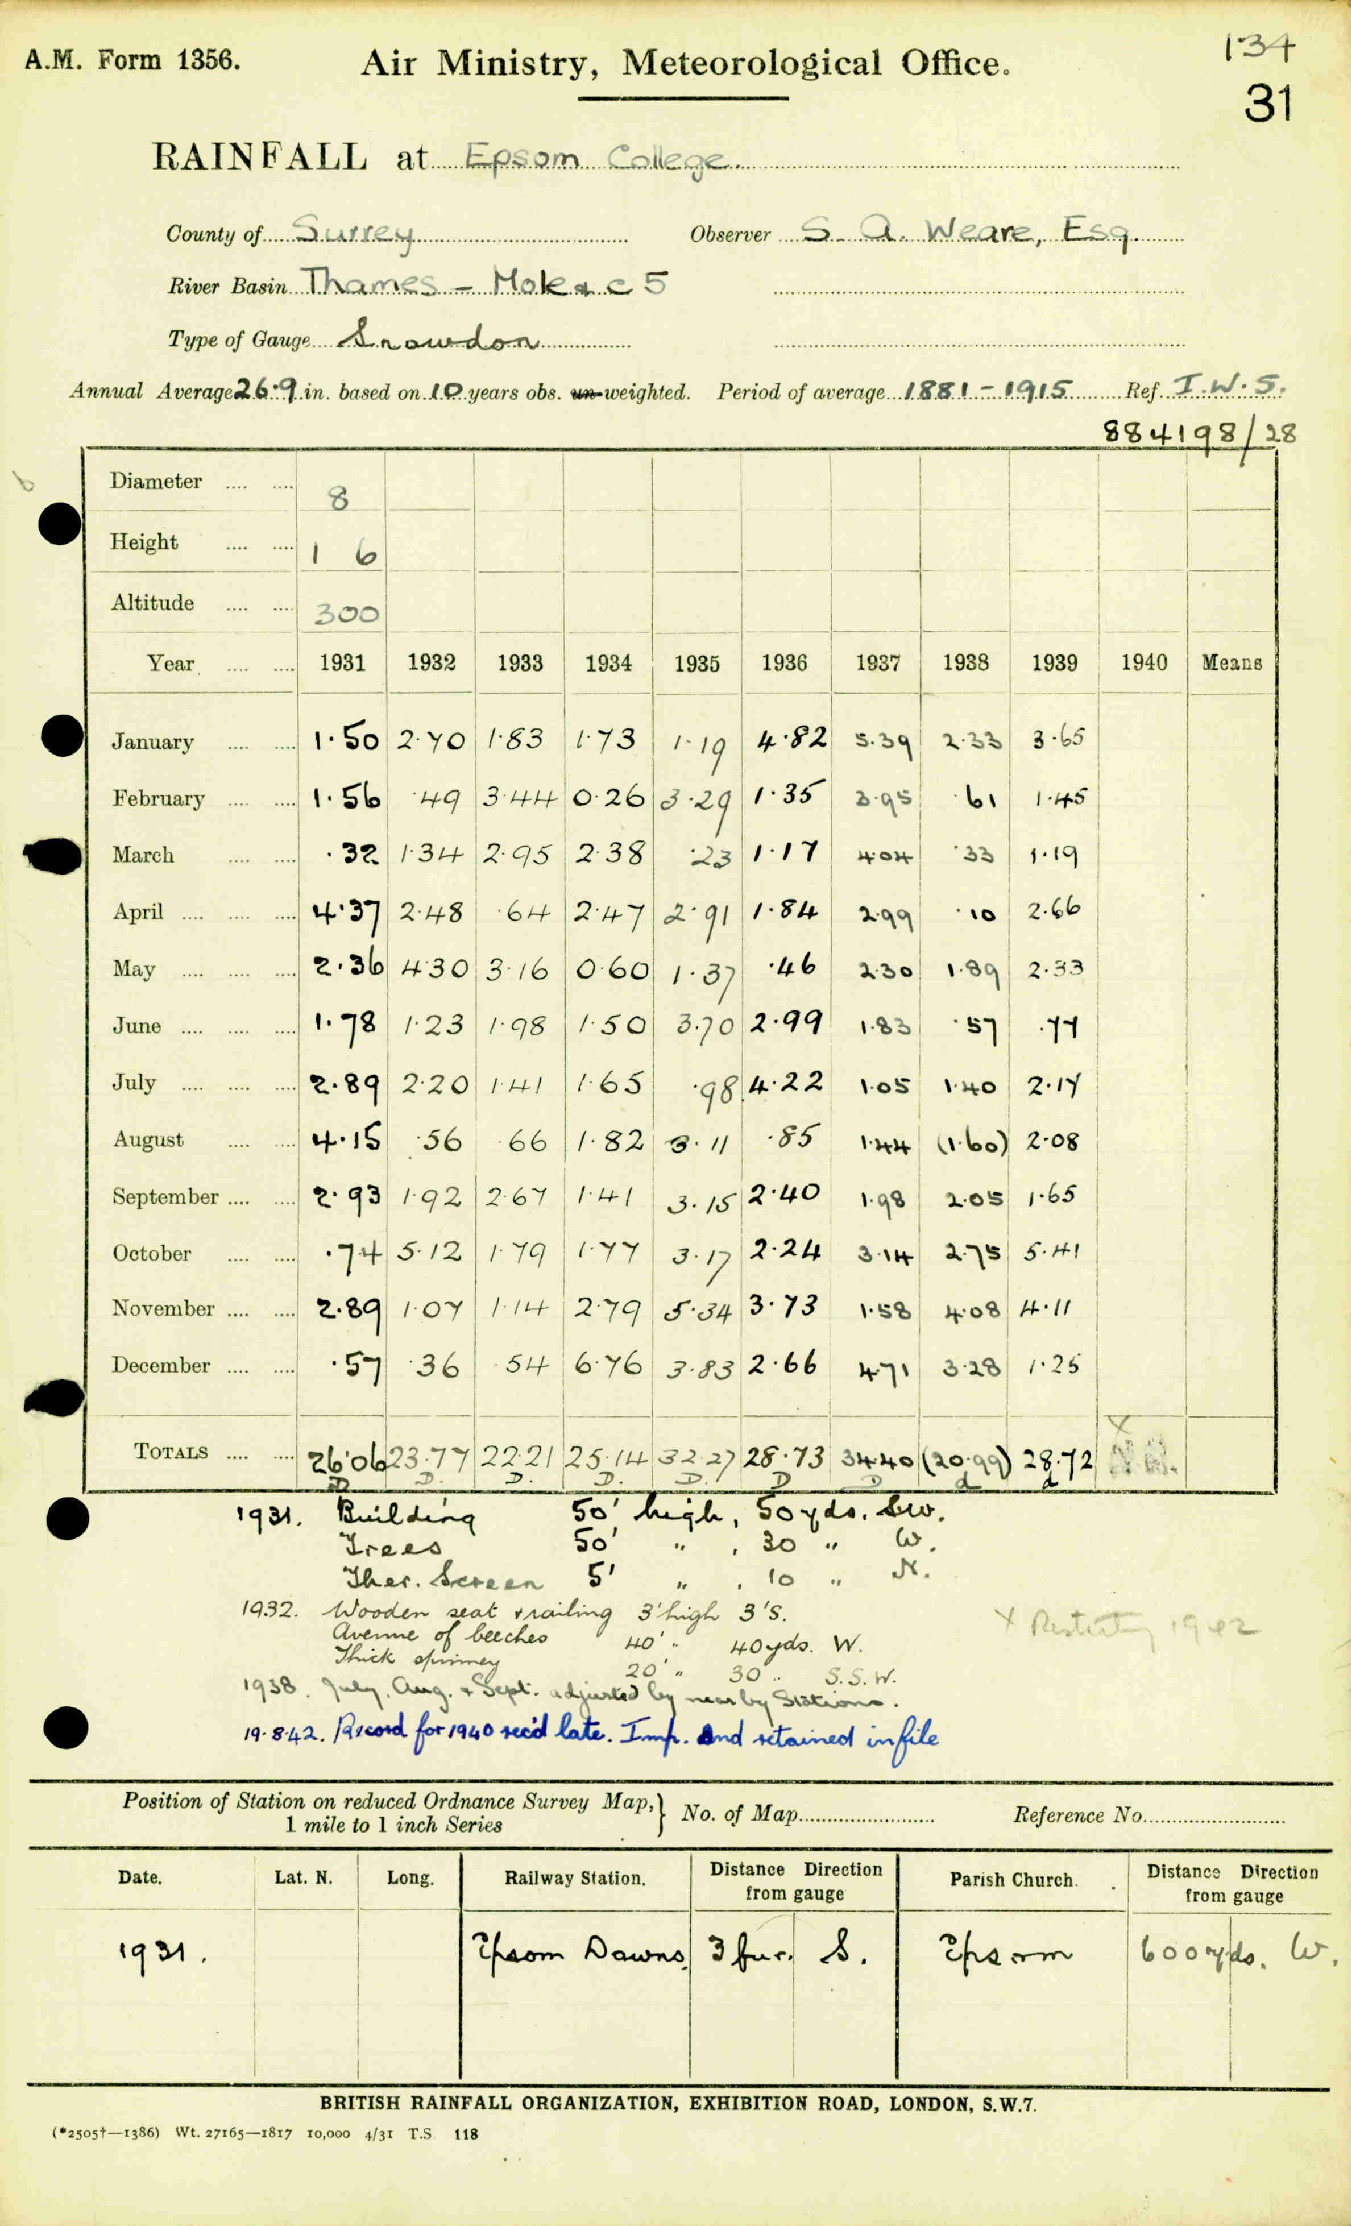 A.M. Form 1356. Air Ministry, Meteorological Office. 134
31
RAINFALL at Epsom College.
County of Surrey Observer S. A. Weare, Esq.
River Basin Thames – Mole & c 5
Type of Gauge Snowdon
Annual Average 26·9 in. based on 10 years obs. un-weighted. Period of average 1881-1915 Ref. I.W.S.
884198/28
Diameter .... .... 8
Height .... .... 1 6
Altitude .... .... 300
Year .... .... 1931 1932 1933 1934 1935 1936 1937 1938 1939 1940 Means
January .... .... 1·50 2·70 1·83 1·73 1·19 4·82 5·39 2·33 3·65
February .... .... 1·56 ·49 3·44 0·26 3·29 1·35 3·95 ·61 1·45
March .... .... ·32 1·34 2·95 2·38 ·23 1·17 4·04 ·33 1·19
April .... .... .... 4·37 2·48 ·64 2·47 2·91 1·84 2·99 ·10 2·66
May .... .... .... 2·36 4·30 3·16 0·60 1·37 ·46 2·30 1·89 2·33
June .... .... .... 1·78 1·23 1·98 1·50 3·70 2·99 1·83 ·57 ·77
July .... .... .... 2·89 2·20 1·41 1·65 ·98 4·22 1·05 1·40 2·17
August .... .... 4·15 ·56 ·66 1·82 3·11 ·85 1·44 (1·60) 2·08
September .... .... 2·93 1·92 2·67 1·41 3·15 2·40 1·98 2·05 1·65
October .... .... ·74 5·12 1·79 1·77 3·17 2·24 3·14 2·75 5·41
November .... .... 2·89 1·07 1·14 2·79 5·34 3·73 1·58 4·08 4·11
December .... .... ·57 ·36 ·54 6·76 3·83 2·66 4·71 3·28 1·25
X
TOTALS .... .... 26·06 23·77 22·21 25·14 32·27 28·73 34·40 (20·99) 28·72
D D. D. D. D. D D d d
1931. Building 50' high, 50 yds. SW.
Trees 50' " , 30 " W.
Ther. Screen 5' " , 10 " N.
1932. Wooden seat & railing 3' high 3' S.
Avenue of beeches 40' " 40 yds. W.
Thick spinney 20' " 30 " S.S.W.
X 1942
1938. July, Aug. & Sept. adjusted by near by Stations.
19·8·42. Record for 1940 rec'd late. Imp. and retained in file
Position of Station on reduced Ordnance Survey Map, 1 mile to 1 inch Series } No. of Map Reference No.
Date. Lat. N. Long. Railway Station. Distance Direction from gauge Parish Church. Distance Direction from gauge
1931. Epsom Downs 3 fur. S. Epsom 600 yds. W.
BRITISH RAINFALL ORGANIZATION, EXHIBITION ROAD, LONDON, S.W.7.
(*2505†—1386) Wt. 27165—1817 10,000 4/31 T.S. 118